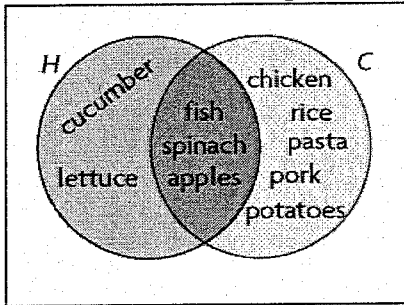 H
C
cucumber
lettuce
fish
spinach
apples
chicken
rice
pasta
pork
potatoes